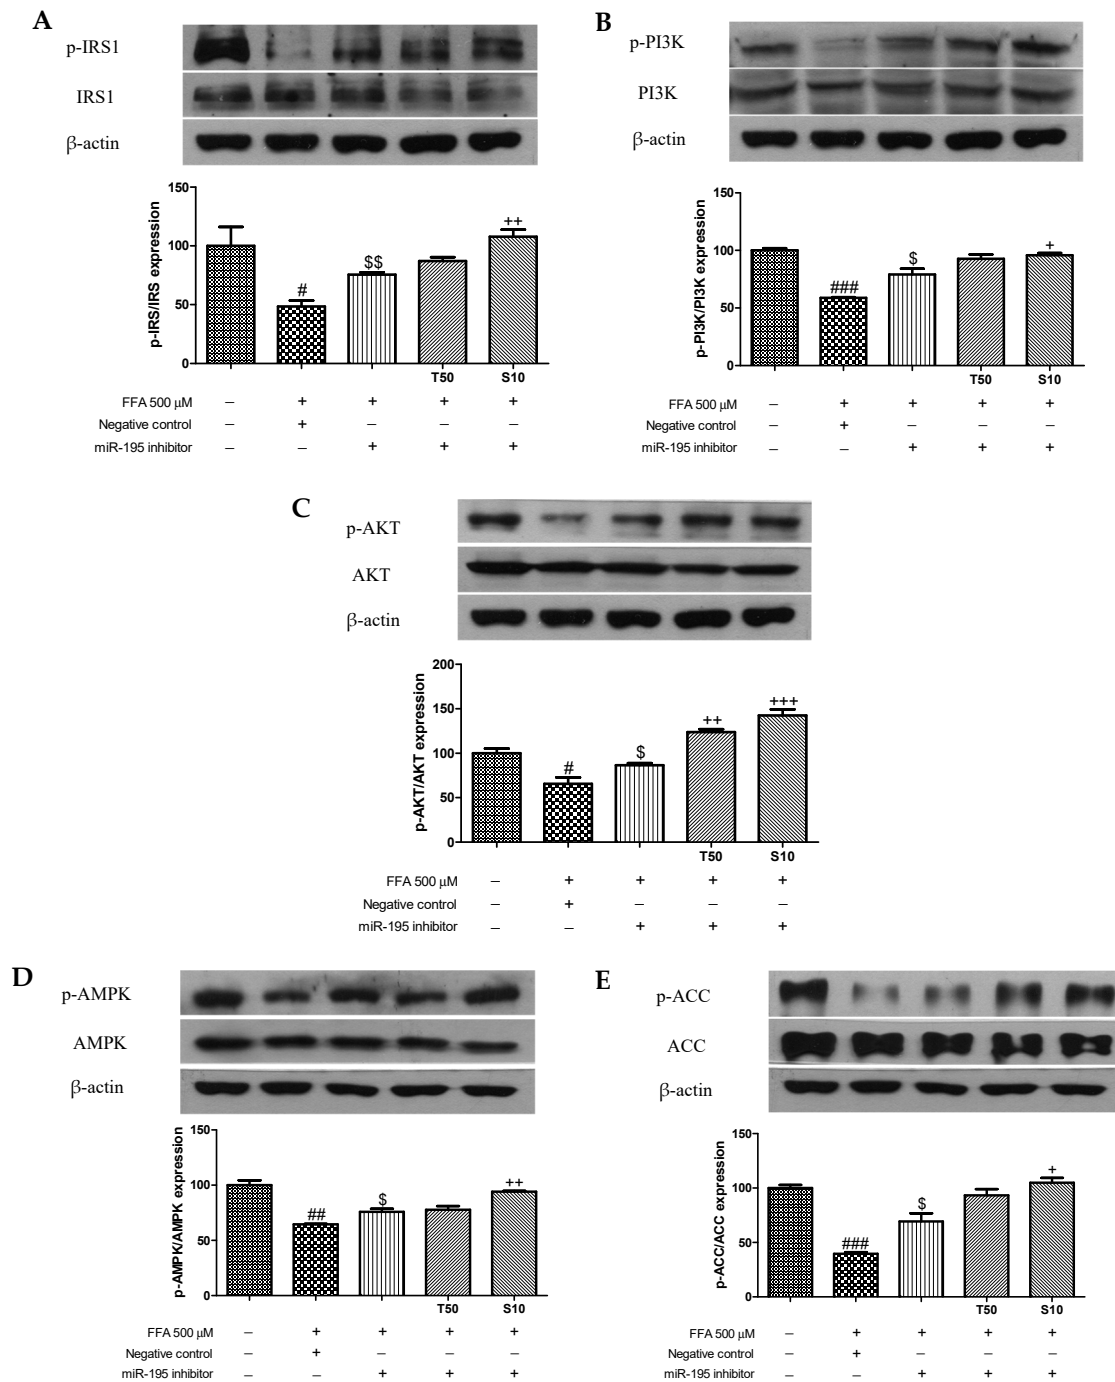 A
p-IRS1
IRS1
β-actin
p-IRS/IRS expression
150
100
50
0
#
$$
++
T50
S10
FFA 500 μM – + + + +
Negative control – + – – –
miR-195 inhibitor – – + + +
B
p-PI3K
PI3K
β-actin
p-PI3K/PI3K expression
150
100
50
0
###
$
+
T50
S10
FFA 500 μM – + + + +
Negative control – + – – –
miR-195 inhibitor – – + + +
C
p-AKT
AKT
β-actin
p-AKT/AKT expression
200
150
100
50
0
#
$
++
+++
T50
S10
FFA 500 μM – + + + +
Negative control – + – – –
miR-195 inhibitor – – + + +
D
p-AMPK
AMPK
β-actin
p-AMPK/AMPK expression
150
100
50
0
##
$
++
T50
S10
FFA 500 μM – + + + +
Negative control – + – – –
miR-195 inhibitor – – + + +
E
p-ACC
ACC
β-actin
p-ACC/ACC expression
150
100
50
0
###
$
+
T50
S10
FFA 500 μM – + + + +
Negative control – + – – –
miR-195 inhibitor – – + + +